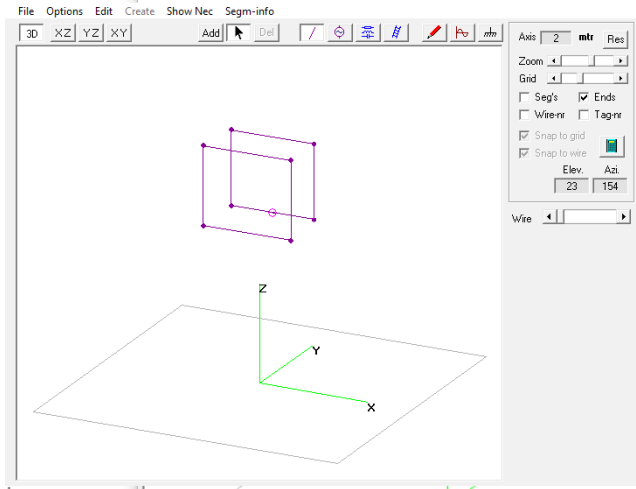 File Options Edit Create Show Nec Segm-info
3D XZ YZ XY Add Del
Axis 2 mtr Res
Zoom
Grid
Seg's Ends
Wire-nr Tag-nr
Snap to grid
Snap to wire
Elev. Azi.
23 154
Wire
Z
Y
X